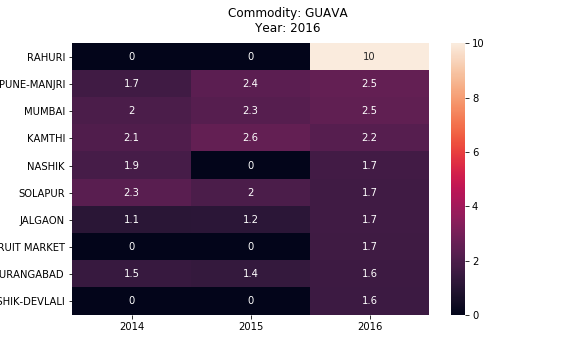 Commodity: GUAVA
Year: 2016
RAHURI 0 0 10
PUNE-MANJRI 1.7 2.4 2.5
MUMBAI 2 2.3 2.5
KAMTHI 2.1 2.6 2.2
NASHIK 1.9 0 1.7
SOLAPUR 2.3 2 1.7
JALGAON 1.1 1.2 1.7
RUIT MARKET 0 0 1.7
URANGABAD 1.5 1.4 1.6
SHIK-DEVLALI 0 0 1.6
2014 2015 2016
10
8
6
4
2
0